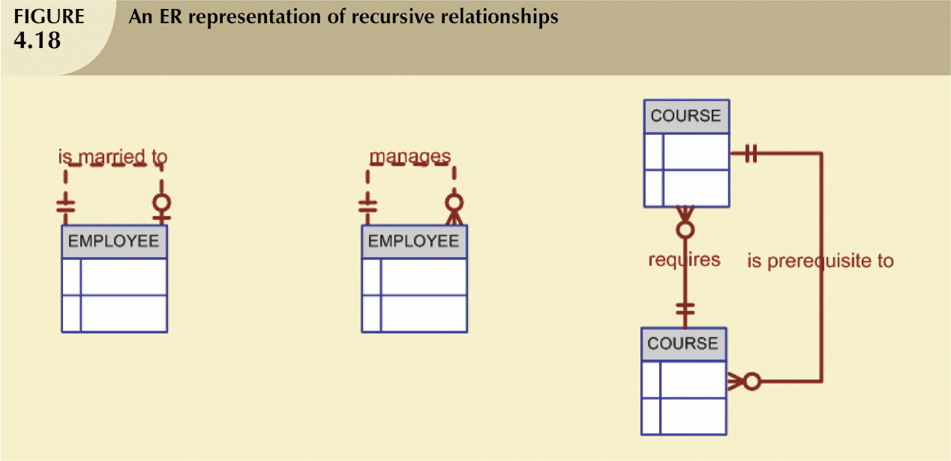 FIGURE
4.18
An ER representation of recursive relationships
is married to
EMPLOYEE
manages
EMPLOYEE
COURSE
requires
is prerequisite to
COURSE